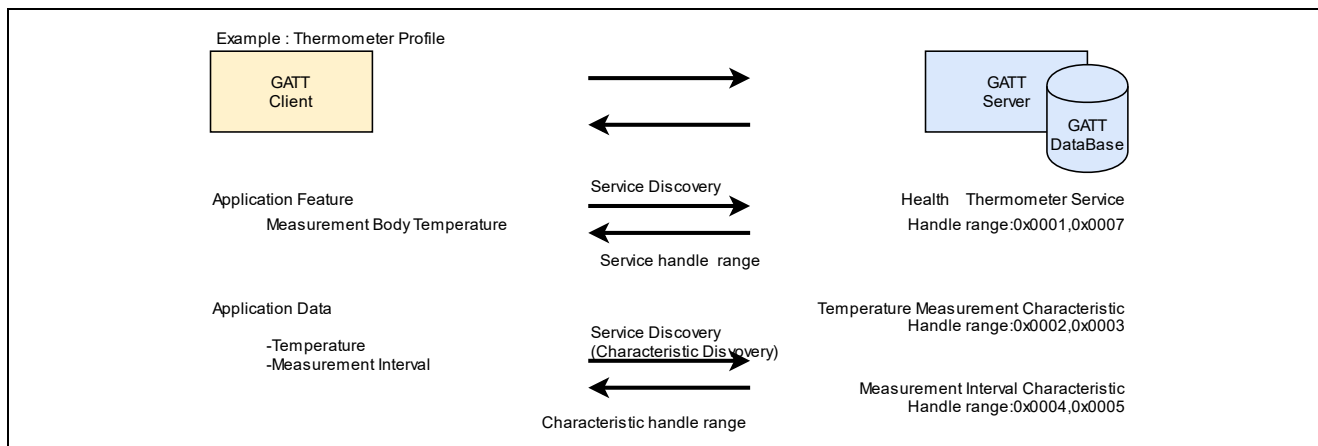 Example : Thermometer Profile
GATT
Client
GATT
Server
GATT
DataBase
Application Feature
Measurement Body Temperature
Service Discovery
Service handle range
Health Thermometer Service
Handle range:0x0001,0x0007
Application Data
-Temperature
-Measurement Interval
Service Discovery
(Characteristic Disvovery)
Characteristic handle range
Temperature Measurement Characteristic
Handle range:0x0002,0x0003
Measurement Interval Characteristic
Handle range:0x0004,0x0005